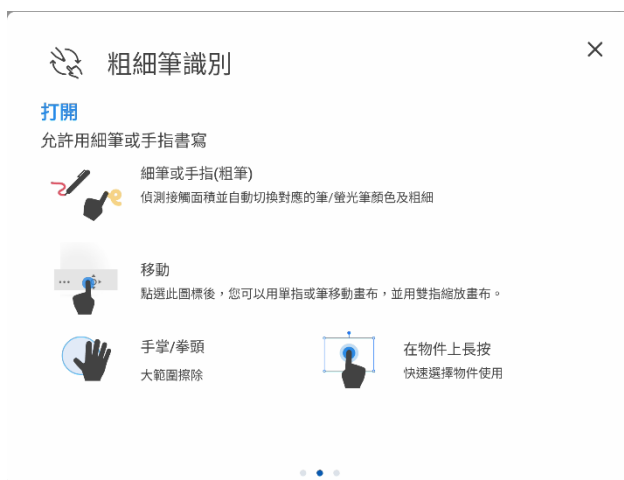 粗細筆識別
打開
允許用細筆或手指書寫
細筆或手指(粗筆)
偵測接觸面積並自動切換對應的筆/螢光筆顏色及粗細
移動
點選此圖標後，您可以用單指或筆移動畫布，並用雙指縮放畫布。
手掌/拳頭
大範圍擦除
在物件上長按
快速選擇物件使用